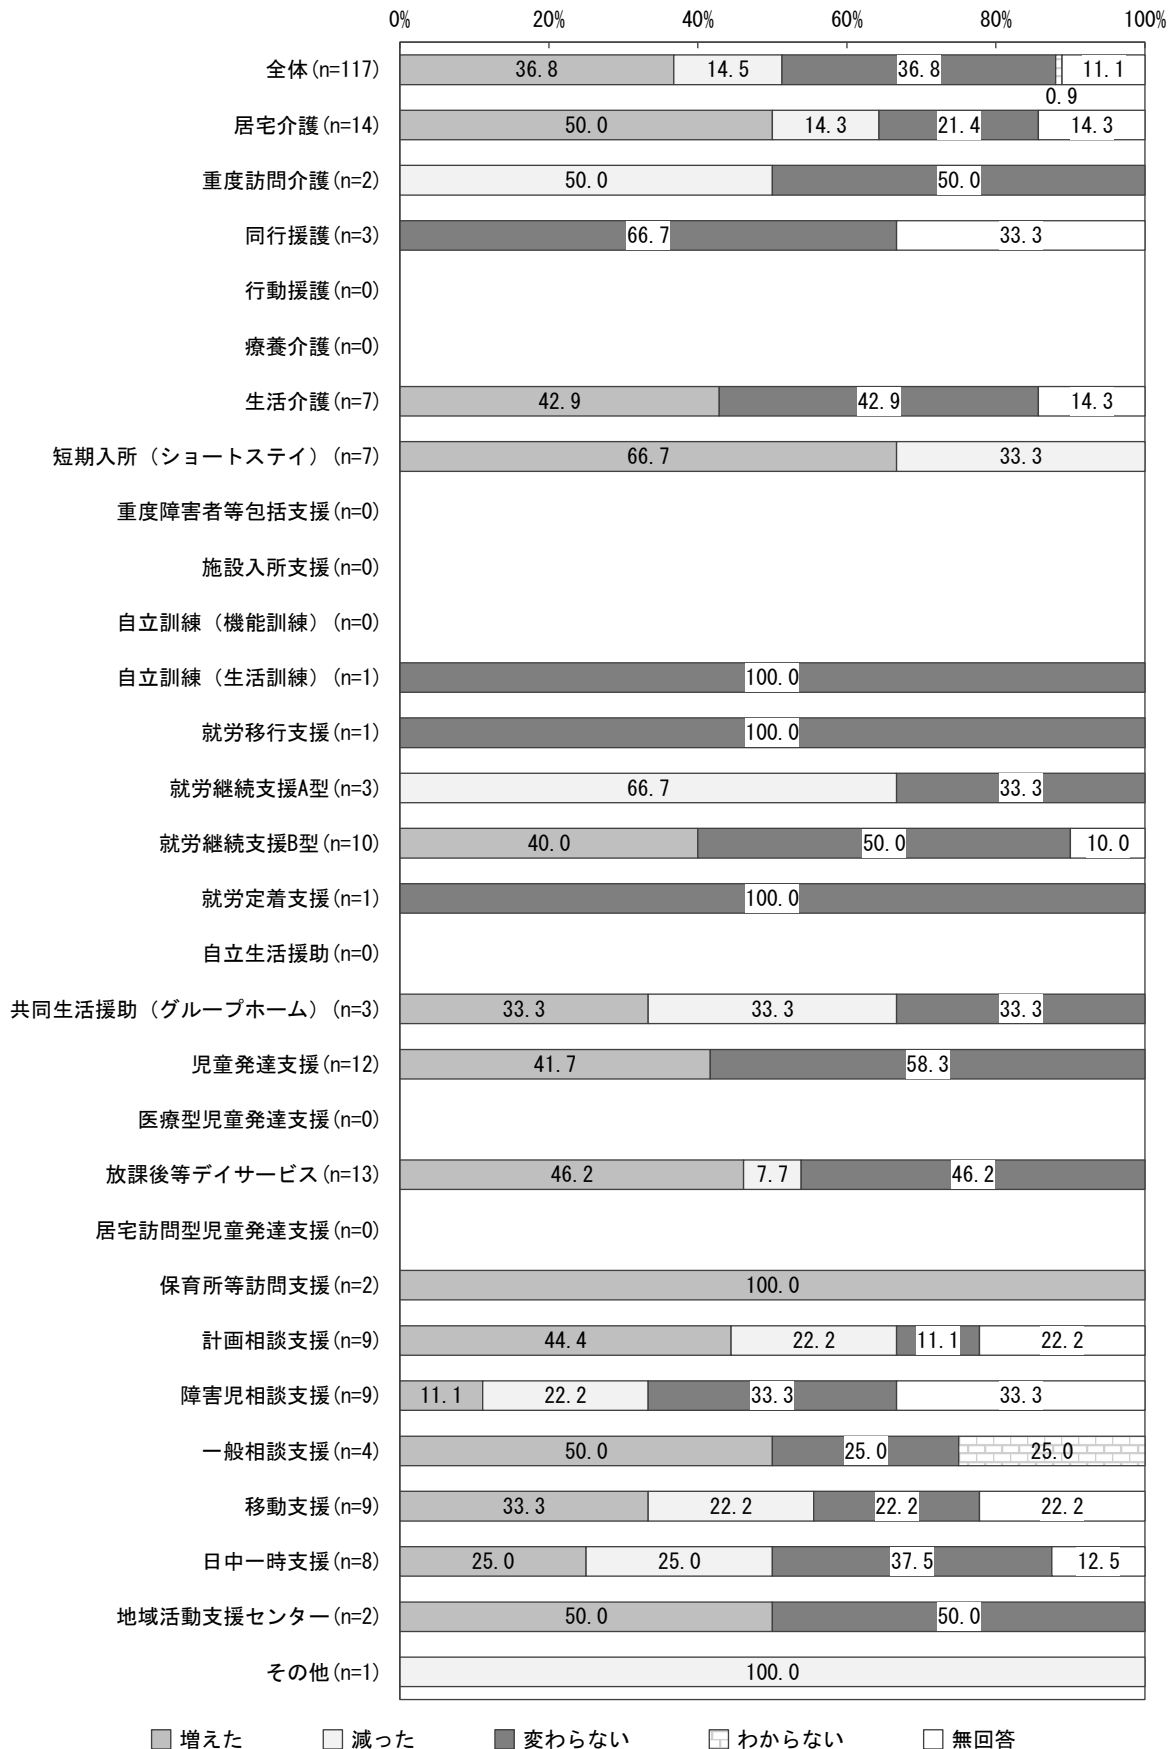 0% 20% 40% 60% 80% 100%
全体(n=117) 36.8 14.5 36.8 11.1
0.9
居宅介護(n=14) 50.0 14.3 21.4 14.3
重度訪問介護(n=2) 50.0 50.0
同行援護(n=3) 66.7 33.3
行動援護(n=0)
療養介護(n=0)
生活介護(n=7) 42.9 42.9 14.3
短期入所（ショートステイ）(n=7) 66.7 33.3
重度障害者等包括支援(n=0)
施設入所支援(n=0)
自立訓練（機能訓練）(n=0)
自立訓練（生活訓練）(n=1) 100.0
就労移行支援(n=1) 100.0
就労継続支援A型(n=3) 66.7 33.3
就労継続支援B型(n=10) 40.0 50.0 10.0
就労定着支援(n=1) 100.0
自立生活援助(n=0)
共同生活援助（グループホーム）(n=3) 33.3 33.3 33.3
児童発達支援(n=12) 41.7 58.3
医療型児童発達支援(n=0)
放課後等デイサービス(n=13) 46.2 7.7 46.2
居宅訪問型児童発達支援(n=0)
保育所等訪問支援(n=2) 100.0
計画相談支援(n=9) 44.4 22.2 11.1 22.2
障害児相談支援(n=9) 11.1 22.2 33.3 33.3
一般相談支援(n=4) 50.0 25.0 25.0
移動支援(n=9) 33.3 22.2 22.2 22.2
日中一時支援(n=8) 25.0 25.0 37.5 12.5
地域活動支援センター(n=2) 50.0 50.0
その他(n=1) 100.0
増えた 減った 変わらない わからない 無回答